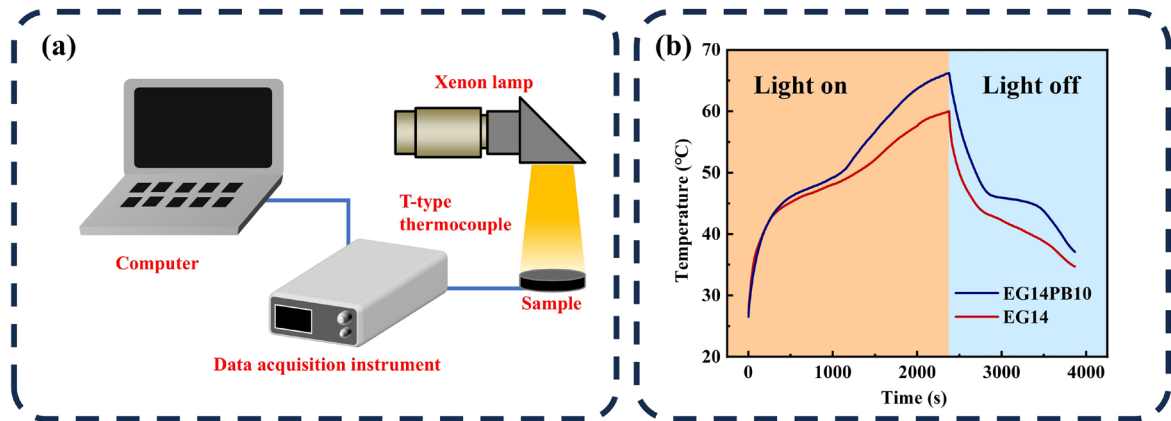 (a)
Xenon lamp
T-type
thermocouple
Computer
Sample
Data acquisition instrument
(b)
70
60
50
40
30
20
Temperature (°C)
Light on
Light off
EG14PB10
EG14
0
1000
2000
3000
4000
Time (s)